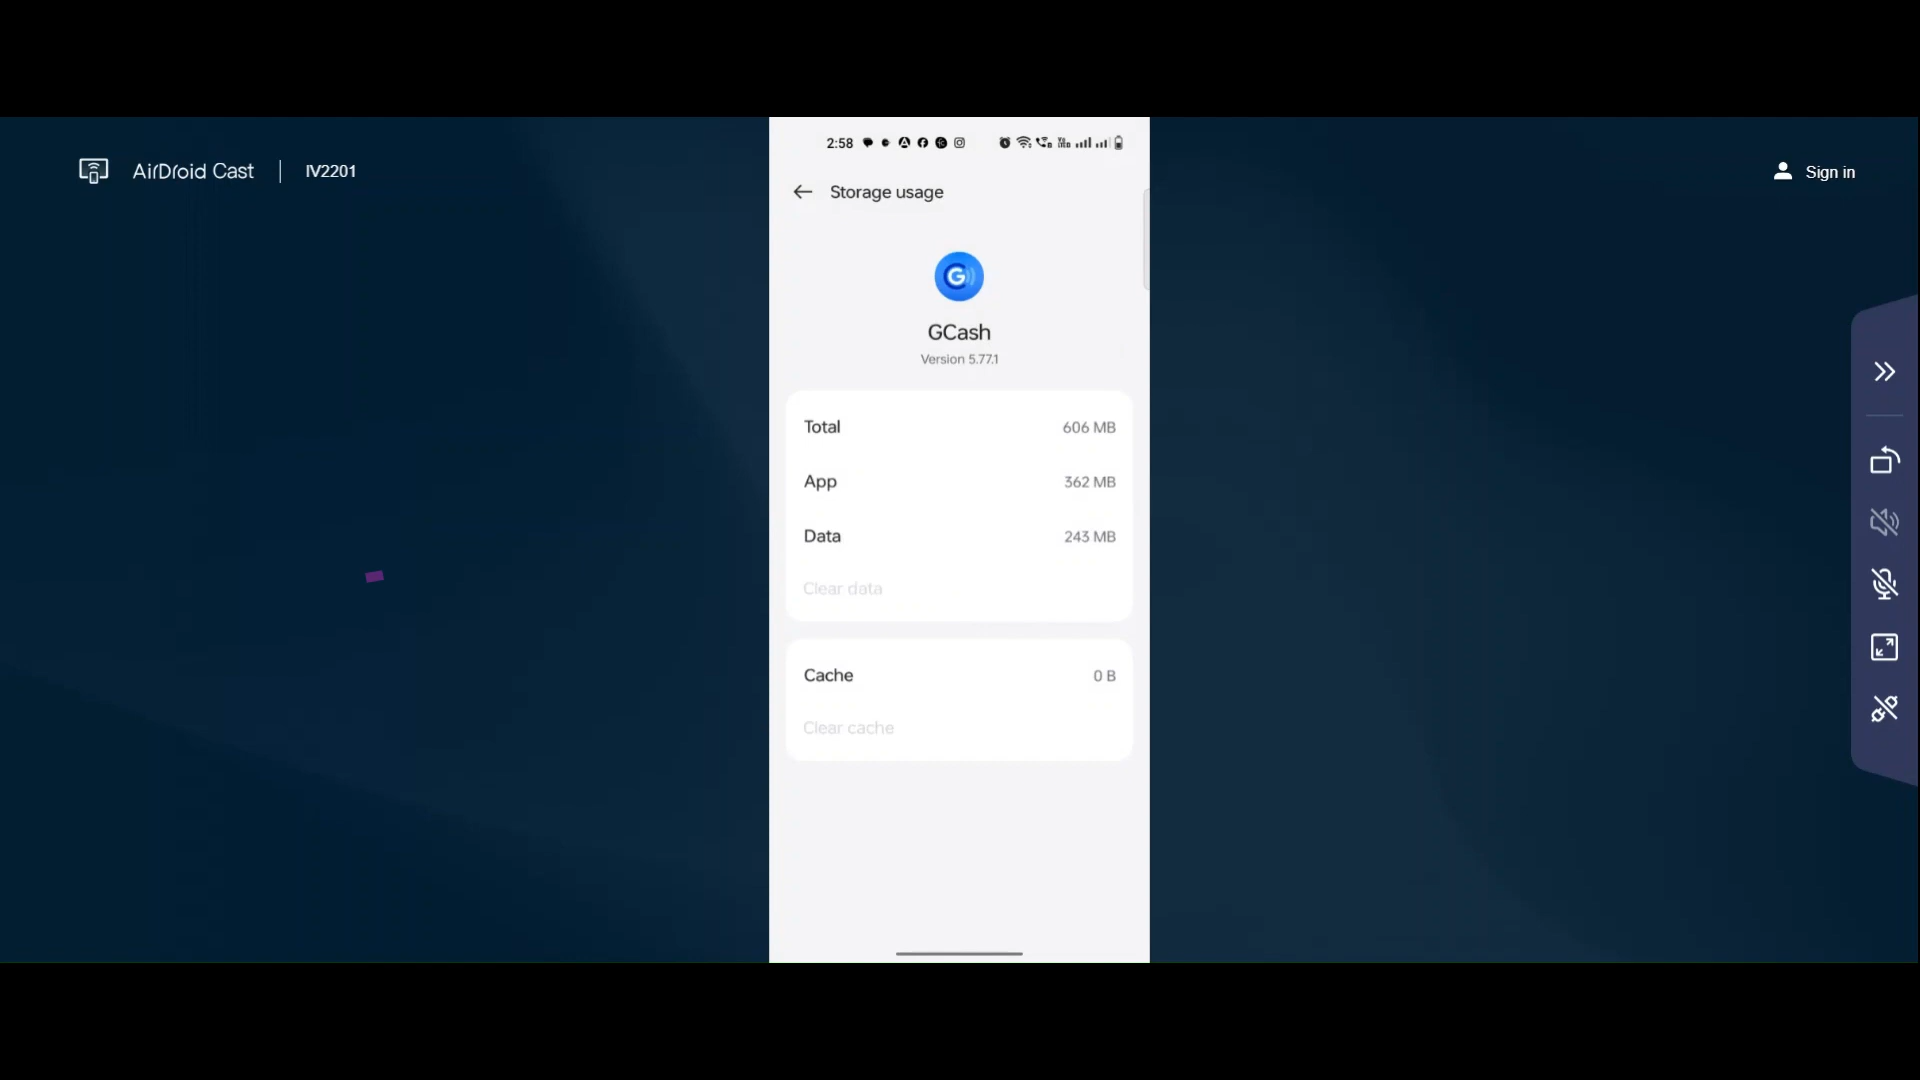 AirDroid Cast | IV2201
Sign in
2:58
Storage usage
G
GCash
Version 5.77.1
Total 606 MB
App 362 MB
Data 243 MB
Clear data
Cache 0 B
Clear cache